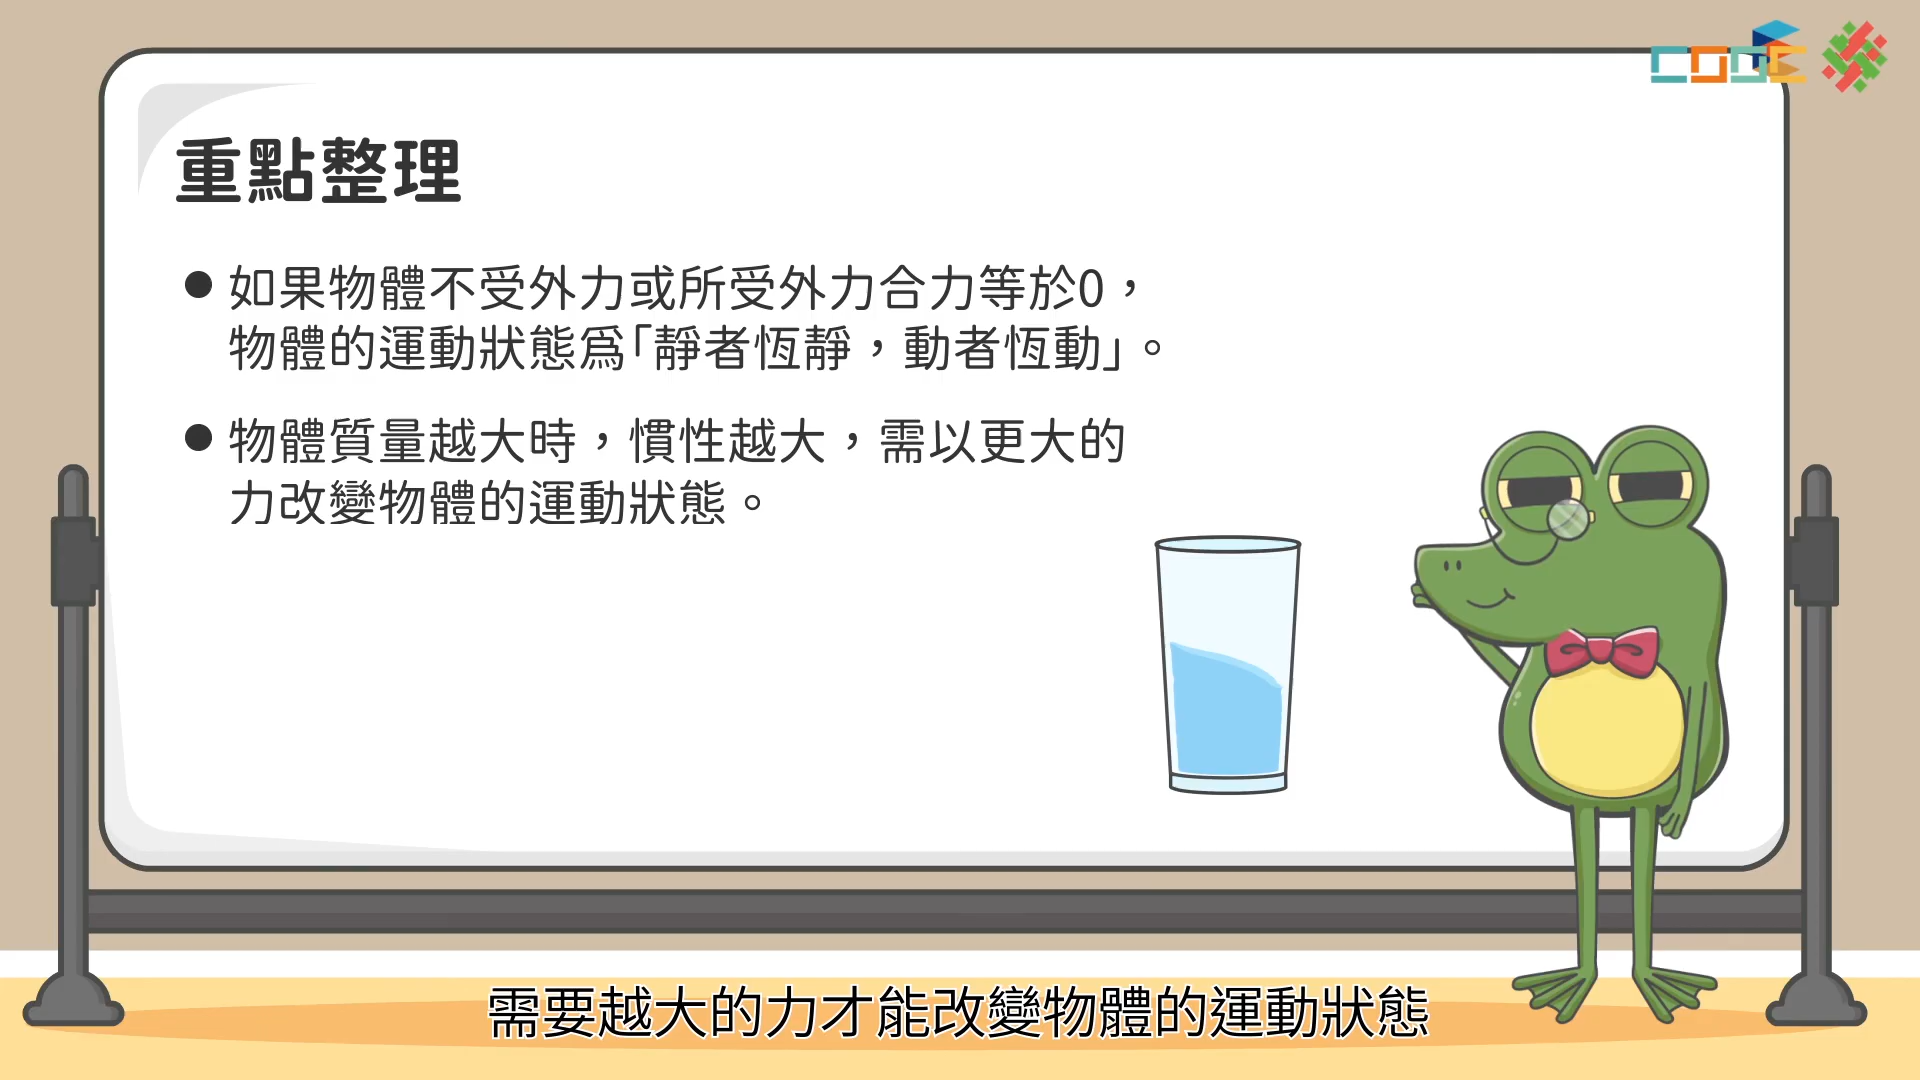 CODE
重點整理
●如果物體不受外力或所受外力合力等於0，
物體的運動狀態為「靜者恆靜，動者恆動」。
●物體質量越大時，慣性越大，需以更大的
力改變物體的運動狀態。
需要越大的力才能改變物體的運動狀態